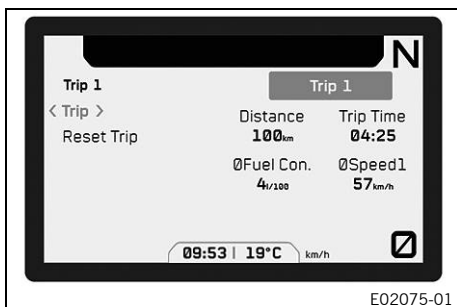 N
Trip 1
Trip 1
< Trip >
Reset Trip
Distance
Trip Time
100km
04:25
ØFuel Con.
ØSpeed1
4l/100
57km/h
09:53 | 19°C
km/h
0
E02075-01